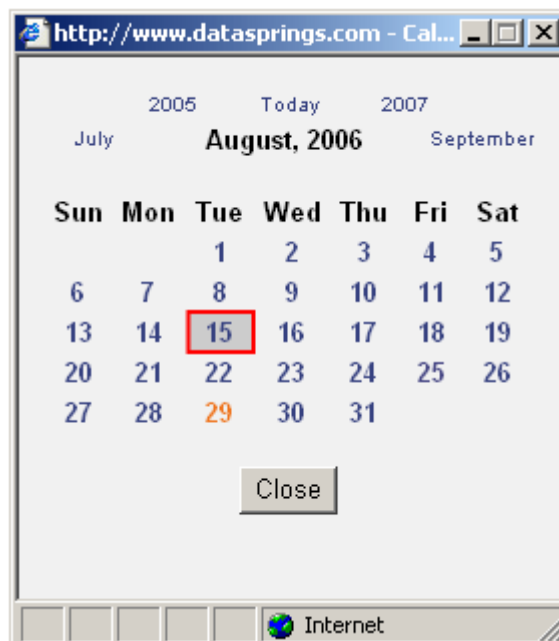 http://www.datasprings.com - Cal...
2005 Today 2007
July August, 2006 September
Sun Mon Tue Wed Thu Fri Sat
1 2 3 4 5
6 7 8 9 10 11 12
13 14 15 16 17 18 19
20 21 22 23 24 25 26
27 28 29 30 31
Close
Internet